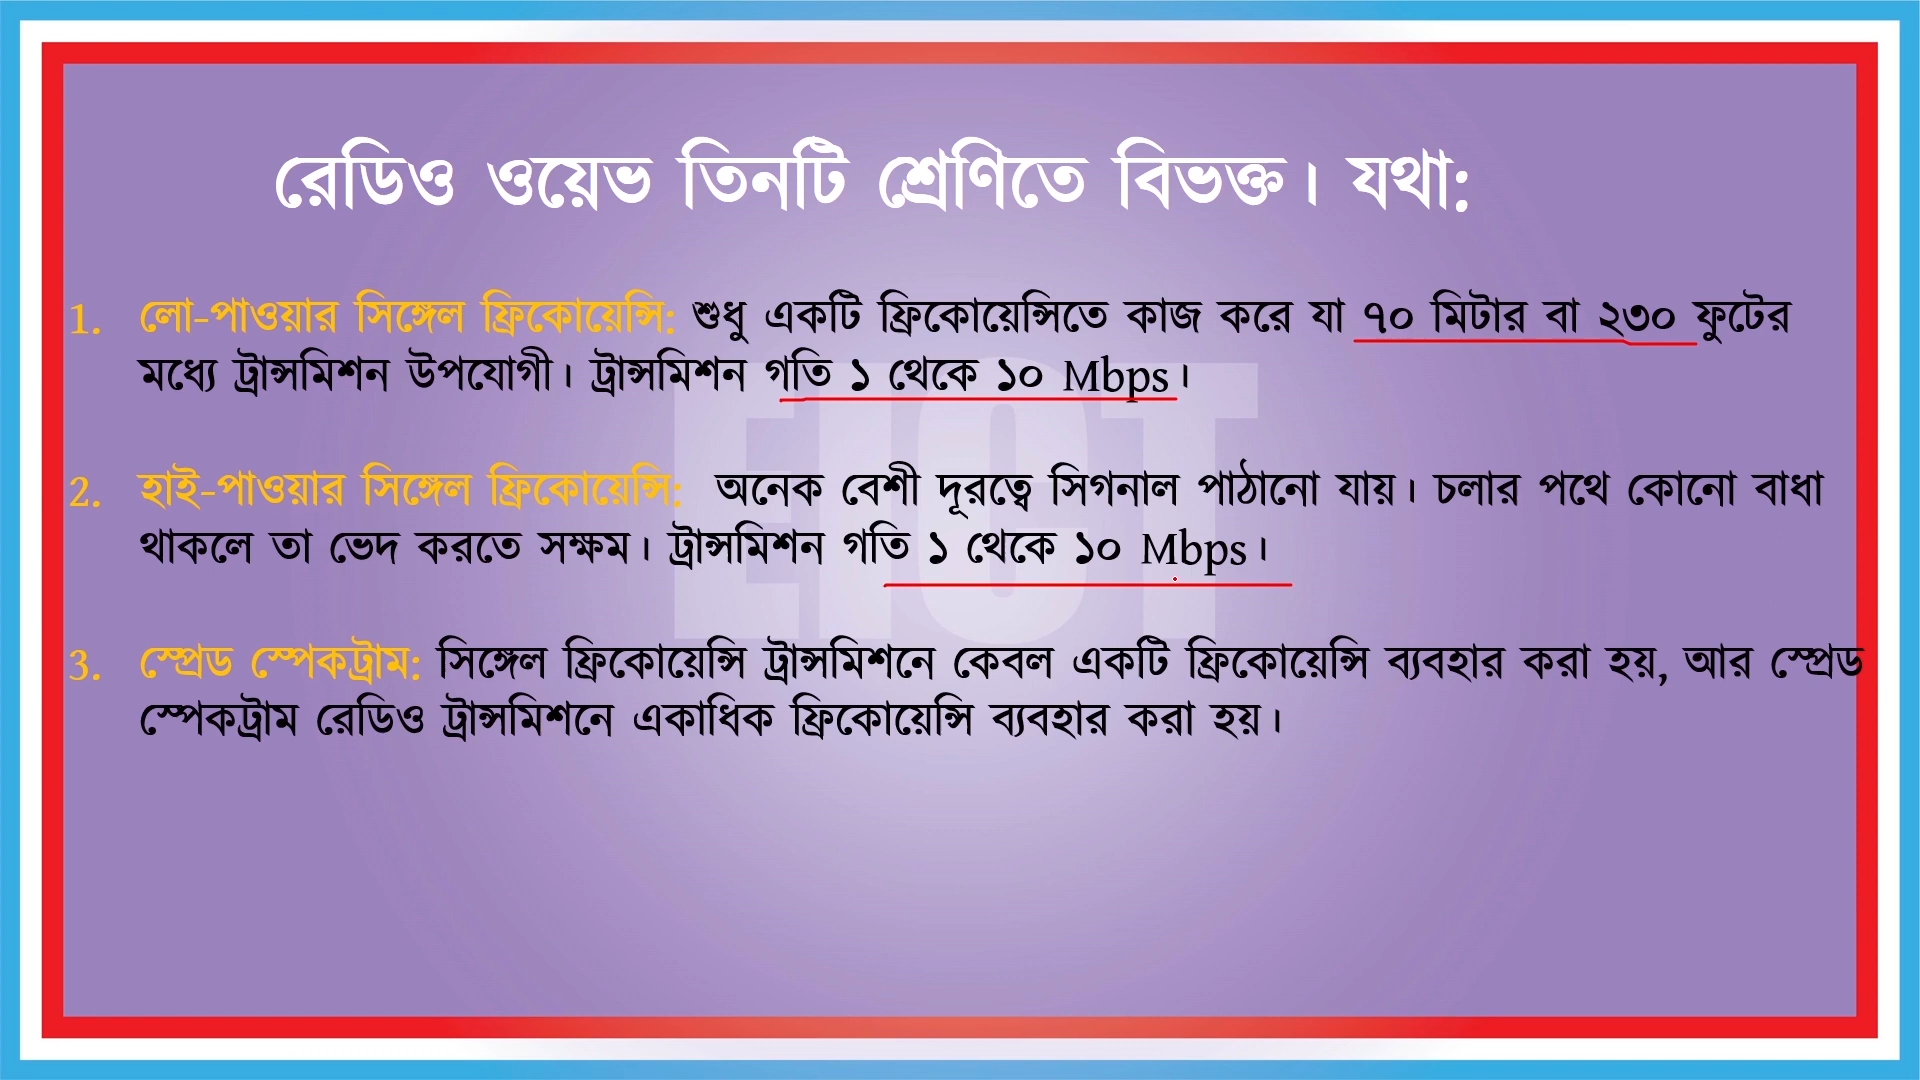 রেডিও ওয়েভ তিনটি শ্রেণিতে বিভক্ত। যথা:
1. লো-পাওয়ার সিঙ্গেল ফ্রিকোয়েন্সি: শুধু একটি ফ্রিকোয়েন্সিতে কাজ করে যা ৭০ মিটার বা ২৩০ ফুটের
মধ্যে ট্রান্সমিশন উপযোগী। ট্রান্সমিশন গতি ১ থেকে ১০ Mbps।
2. হাই-পাওয়ার সিঙ্গেল ফ্রিকোয়েন্সি: অনেক বেশী দূরত্বে সিগনাল পাঠানো যায়। চলার পথে কোনো বাধা
থাকলে তা ভেদ করতে সক্ষম। ট্রান্সমিশন গতি ১ থেকে ১০ Mbps।
3. স্প্রেড স্পেকট্রাম: সিঙ্গেল ফ্রিকোয়েন্সি ট্রান্সমিশনে কেবল একটি ফ্রিকোয়েন্সি ব্যবহার করা হয়, আর স্প্রেড
স্পেকট্রাম রেডিও ট্রান্সমিশনে একাধিক ফ্রিকোয়েন্সি ব্যবহার করা হয়।
EICT